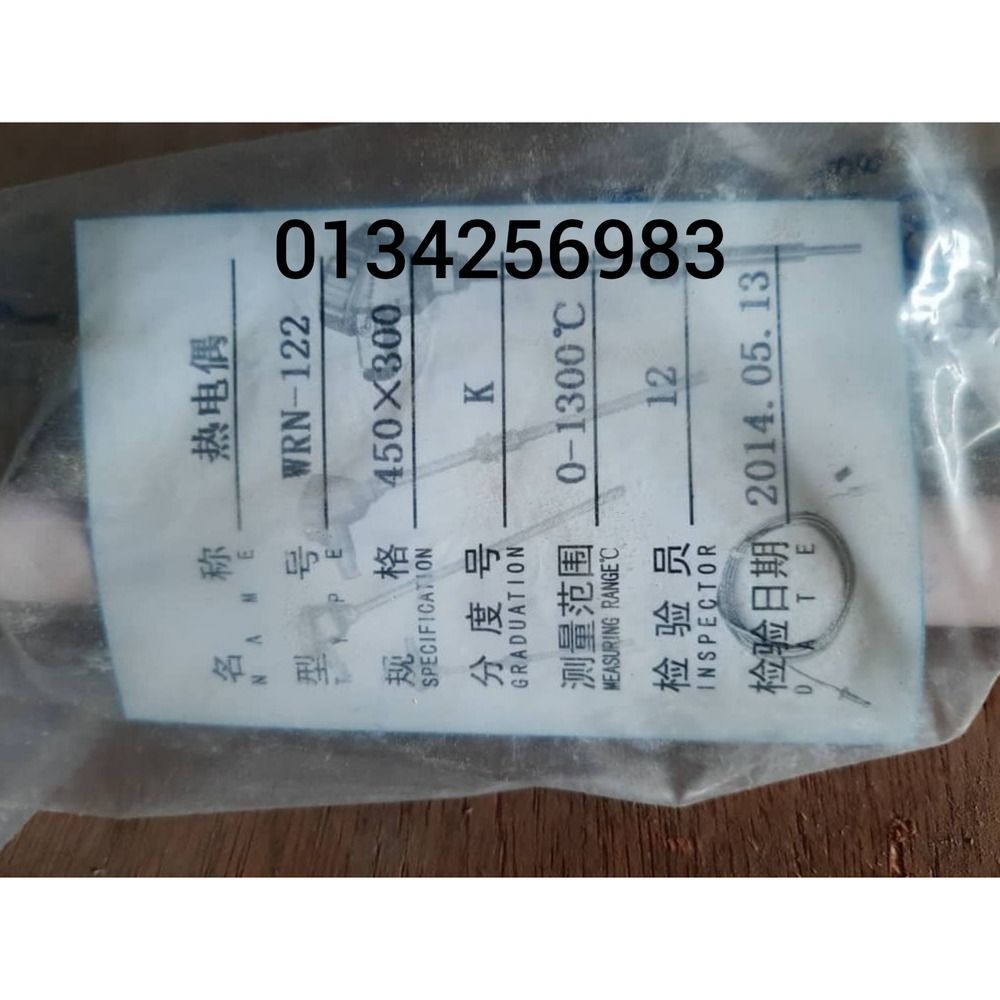 0134256983
名称 热电偶
NAME
型号 WRN-122
TYPE
规格 450×300
SPECIFICATION
分度号 K
GRADUATION
测量范围 0-1300℃
MEASURING RANGE℃
检验员 12
INSPECTOR
检验日期 2014.05.13
DATE